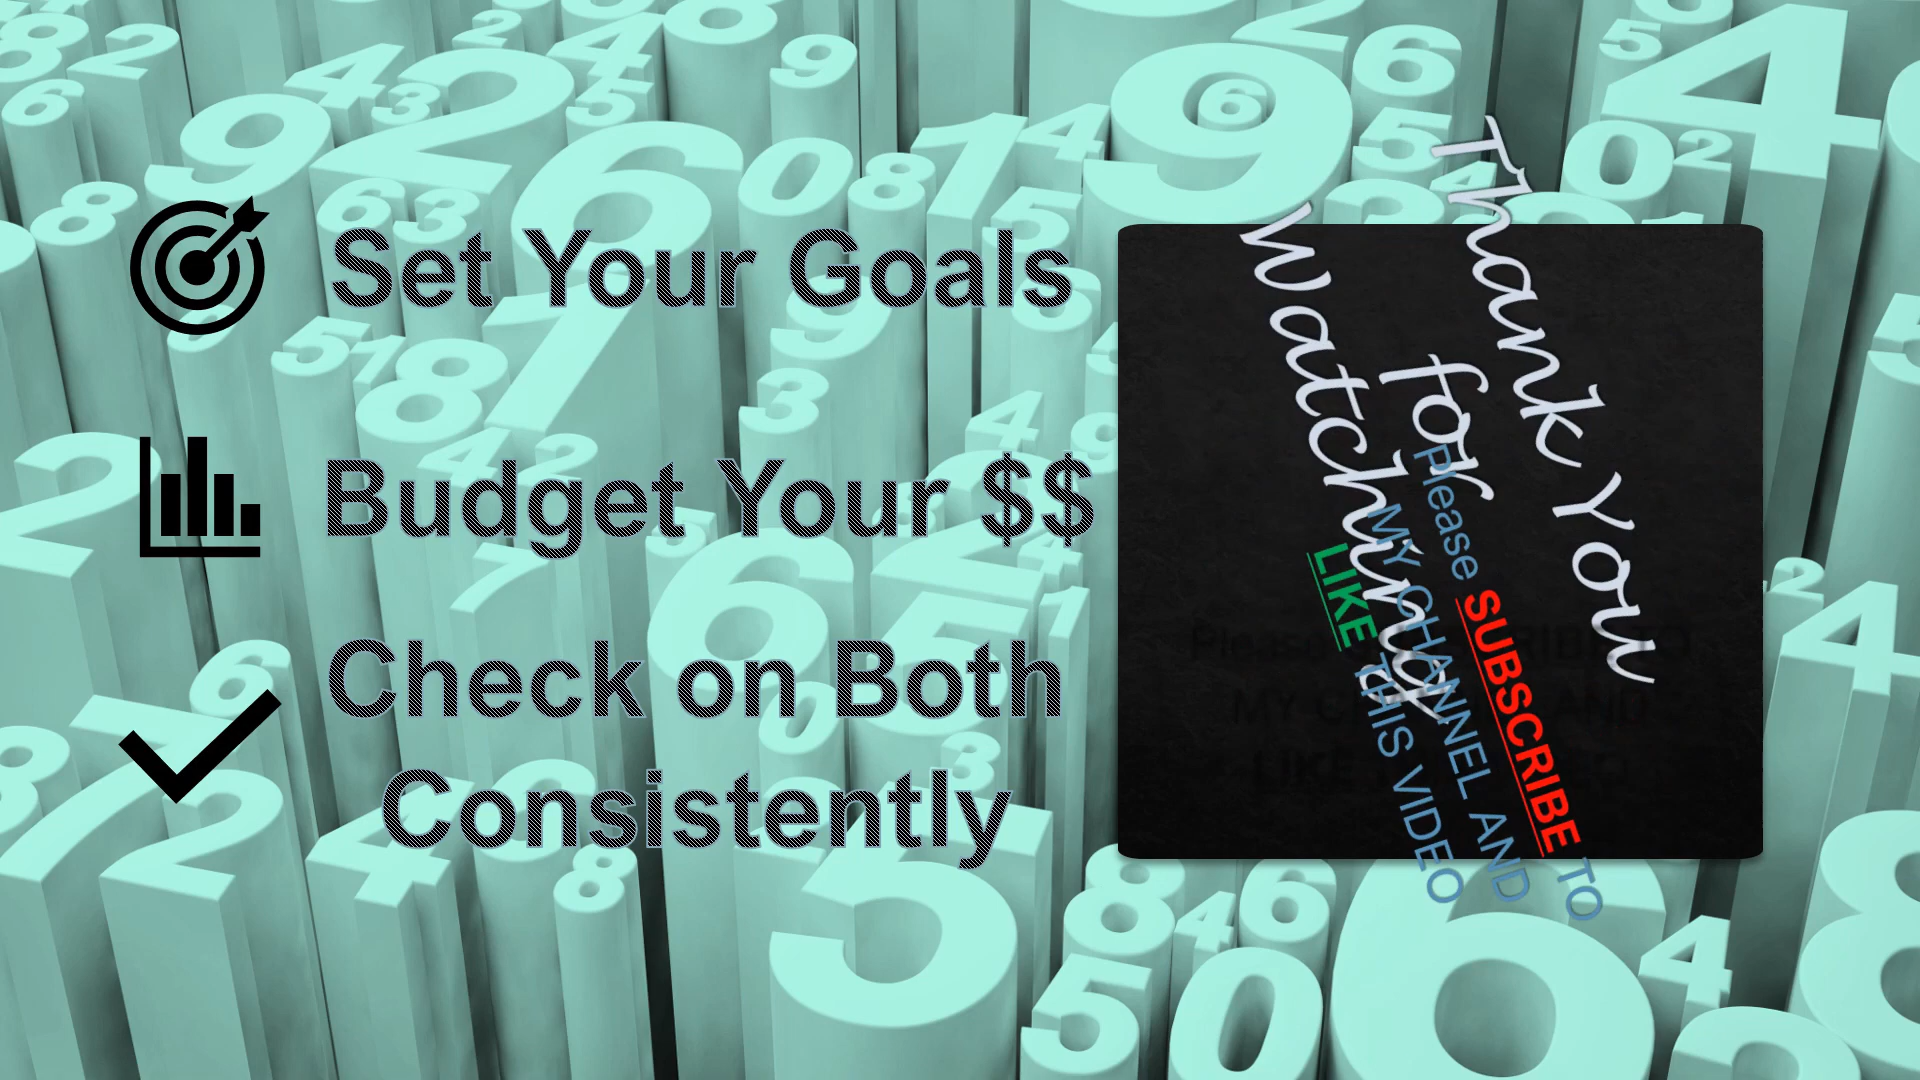 Set Your Goals
Budget Your $$
Check on Both
Consistently
Thank You
for
Watching
Please SUBSCRIBE TO
MY CHANNEL AND
LIKE THIS VIDEO